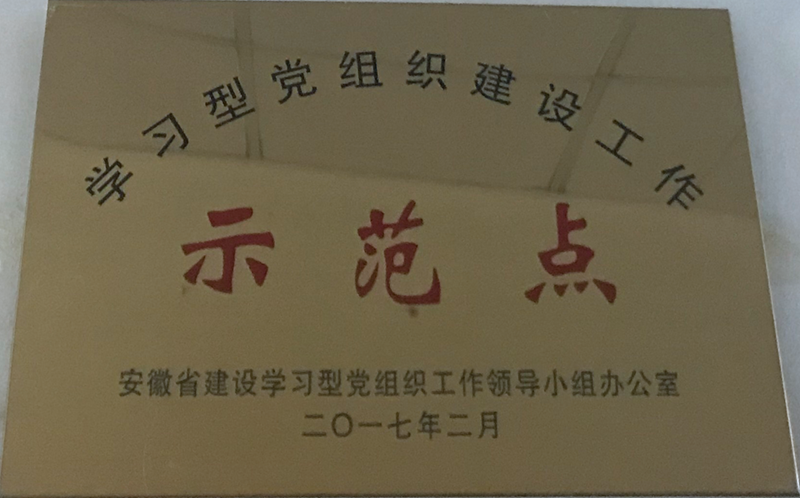 学习型党组织建设工作
示范点
安徽省建设学习型党组织工作领导小组办公室
二〇一七年二月